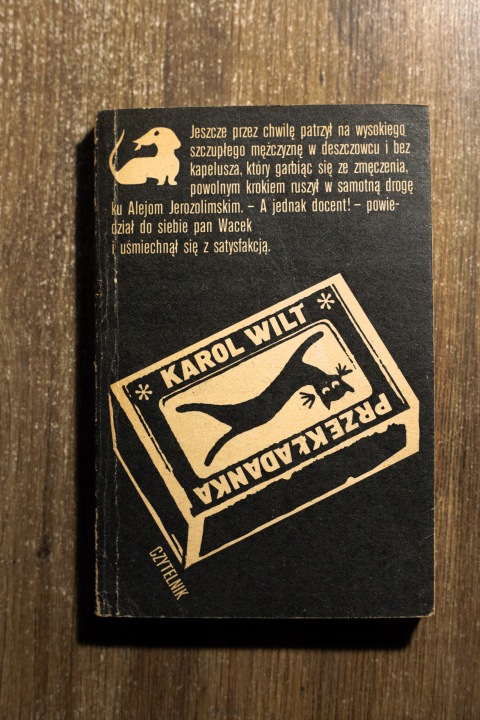 Jeszcze przez chwilę patrzył na wysokiego
szczupłego mężczyznę w deszczowcu i bez
kapelusza, który garbiąc się ze zmęczenia,
powolnym krokiem ruszył w samotną drogę
ku Alejom Jerozolimskim. – A jednak docent! – powie-
dział do siebie pan Wacek
i uśmiechnął się z satysfakcją.
* KAROL WILT *
PRZEKŁADANKA
CZYTELNIK